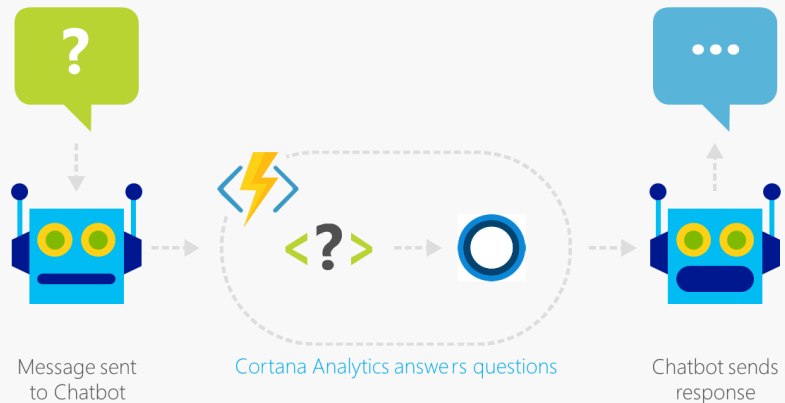 ?
...
<?>
Message sent
to Chatbot
Cortana Analytics answers questions
Chatbot sends
response